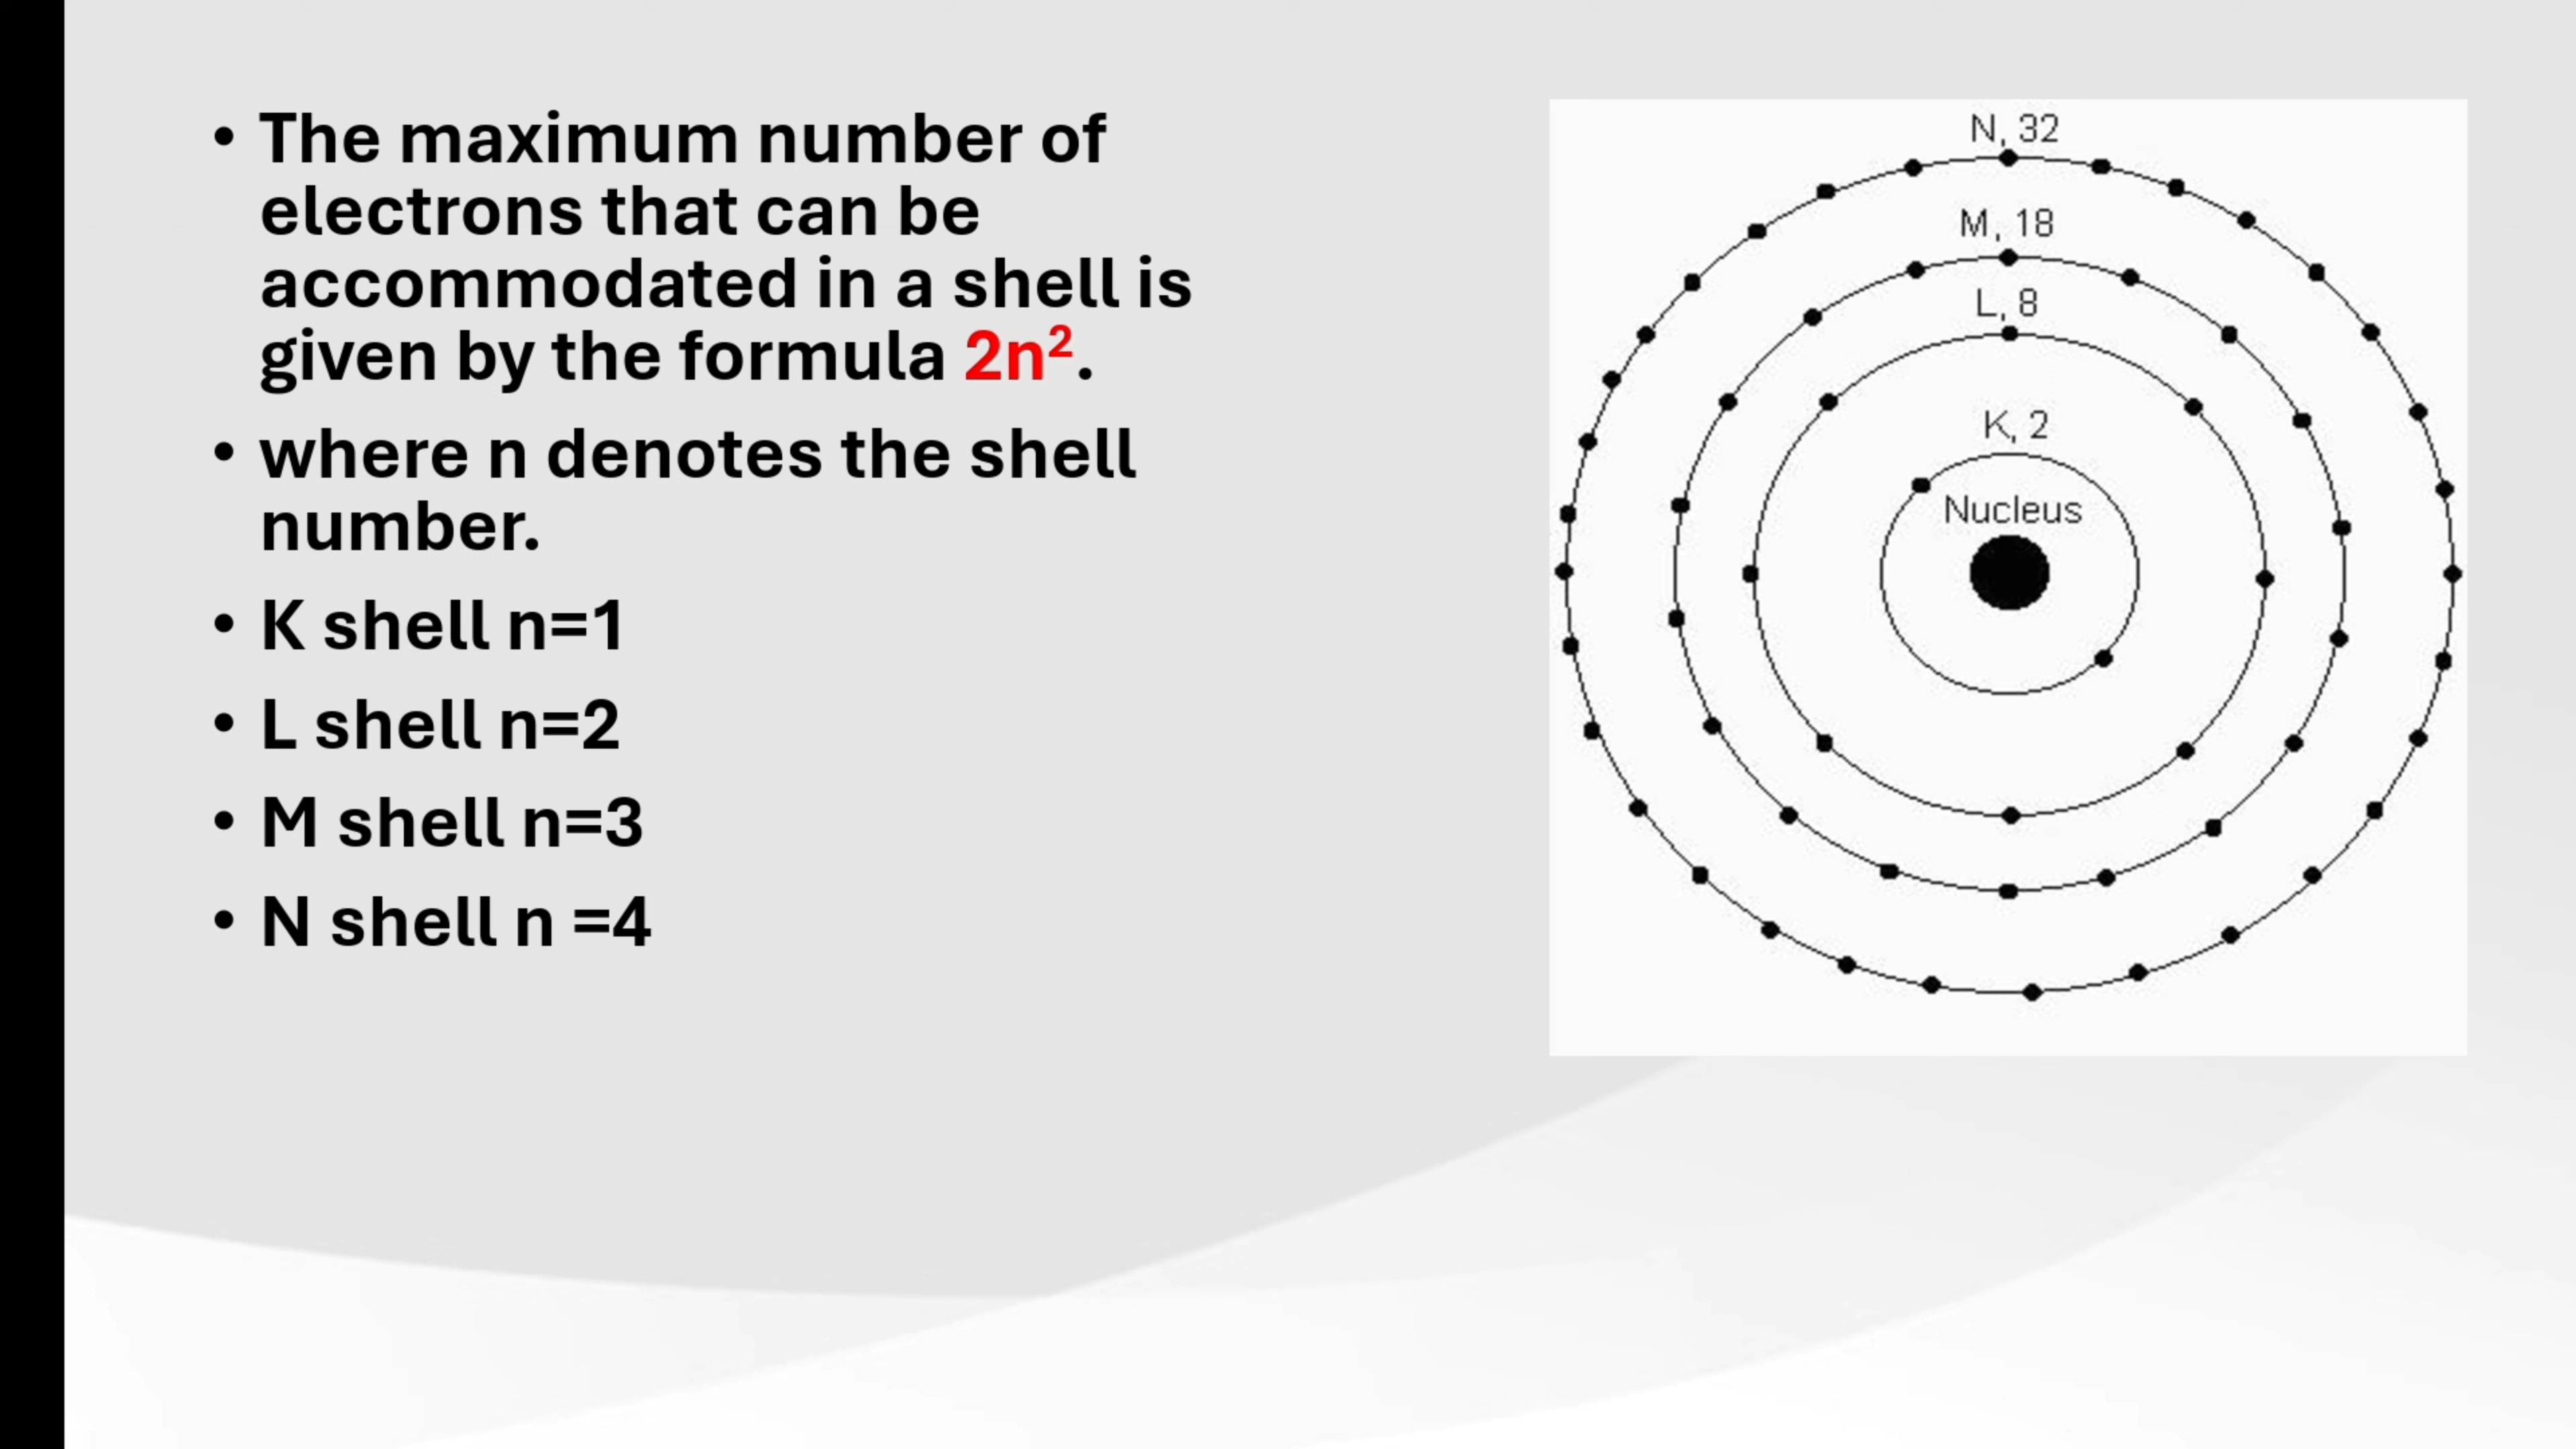 • The maximum number of
electrons that can be
accommodated in a shell is
given by the formula 2n².
• where n denotes the shell
number.
• K shell n=1
• L shell n=2
• M shell n=3
• N shell n =4
N, 32
M, 18
L, 8
K, 2
Nucleus